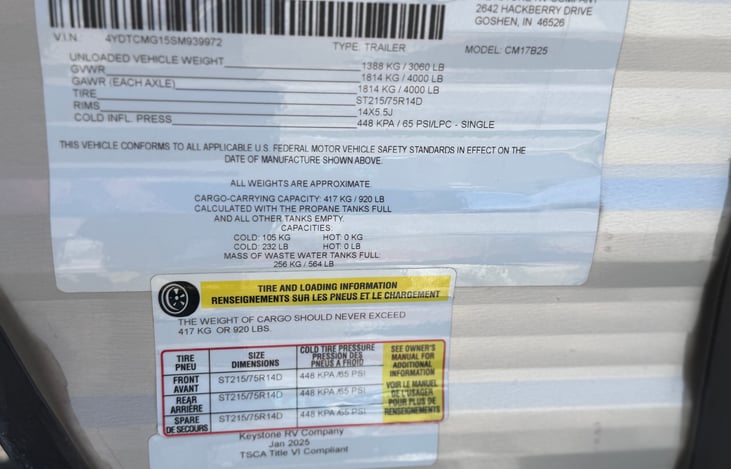 2642 HACKBERRY DRIVE
GOSHEN, IN 46526
V.I.N. 4YDTCMG15SM939972
TYPE: TRAILER MODEL: CM17B25
UNLOADED VEHICLE WEIGHT 1388 KG / 3060 LB
GVWR 1814 KG / 4000 LB
GAWR (EACH AXLE) 1814 KG / 4000 LB
TIRE ST215/75R14D
RIMS 14X5.5J
COLD INFL. PRESS 448 KPA / 65 PSI/LPC - SINGLE
THIS VEHICLE CONFORMS TO ALL APPLICABLE U.S. FEDERAL MOTOR VEHICLE SAFETY STANDARDS IN EFFECT ON THE
DATE OF MANUFACTURE SHOWN ABOVE.
ALL WEIGHTS ARE APPROXIMATE
CARGO-CARRYING CAPACITY: 417 KG / 920 LB
CALCULATED WITH THE PROPANE TANKS FULL
AND ALL OTHER TANKS EMPTY.
CAPACITIES:
COLD: 105 KG HOT: 0 KG
COLD: 232 LB HOT: 0 LB
MASS OF WASTE WATER TANKS FULL:
256 KG / 564 LB
TIRE AND LOADING INFORMATION
RENSEIGNEMENTS SUR LES PNEUS ET LE CHARGEMENT
THE WEIGHT OF CARGO SHOULD NEVER EXCEED
417 KG. OR 920 LBS.
TIRE
PNEU
SIZE
DIMENSIONS
COLD TIRE PRESSURE
PRESSION DES
PNEUS A FROID
SEE OWNER'S
MANUAL FOR
ADDITIONAL
INFORMATION
VOIR LE MANUEL
DE L'USAGER
POUR PLUS DE
RENSEIGNEMENTS
FRONT
AVANT
ST215/75R14D
448 KPA /65 PSI
REAR
ARRIÈRE
ST215/75R14D
448 KPA /65 PSI
SPARE
DE SECOURS
ST215/75R14D
448 KPA /65 PSI
Keystone RV Company
Jan 2025
TSCA Title VI Compliant